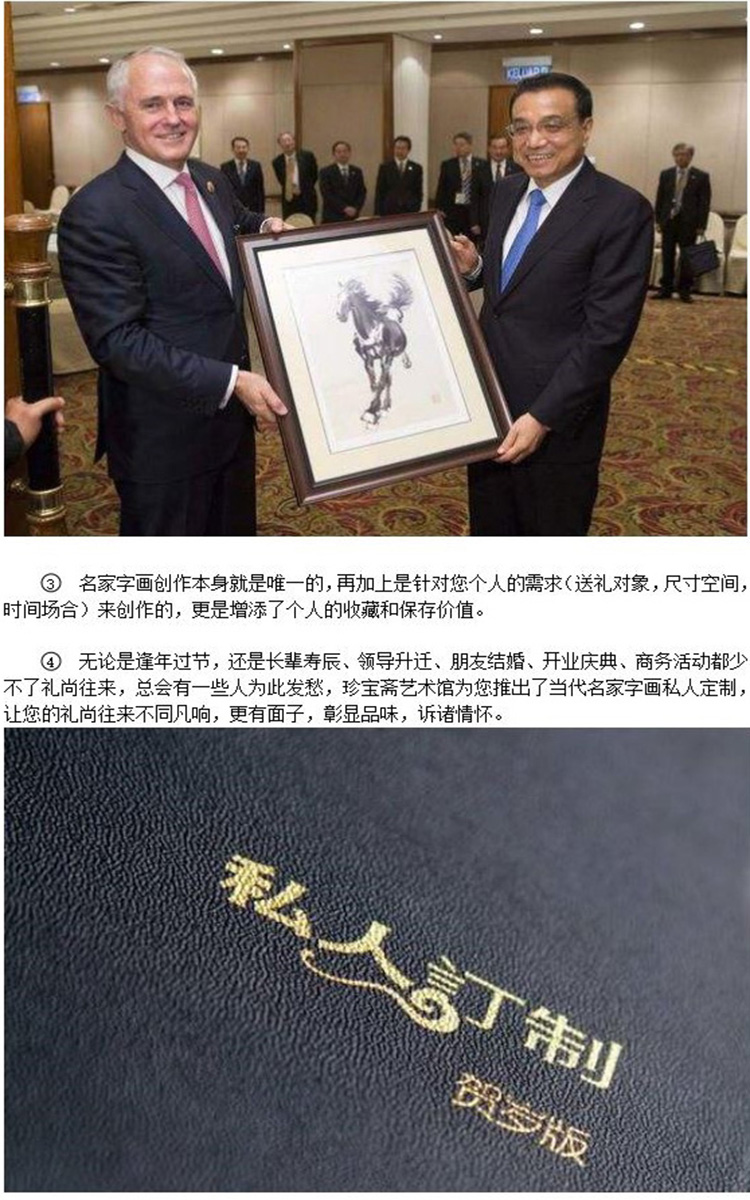 KELUAR
③ 名家字画创作本身就是唯一的，再加上是针对您个人的需求（送礼对象，尺寸空间，
时间场合）来创作的，更是增添了个人的收藏和保存价值。
④ 无论是逢年过节，还是长辈寿辰、领导升迁、朋友结婚、开业庆典、商务活动都少
不了礼尚往来，总会有一些人为此发愁，珍宝斋艺术馆为您推出了当代名家字画私人定制，
让您的礼尚往来不同凡响，更有面子，彰显品味，诉诸情怀。
私人訂制
贺岁版